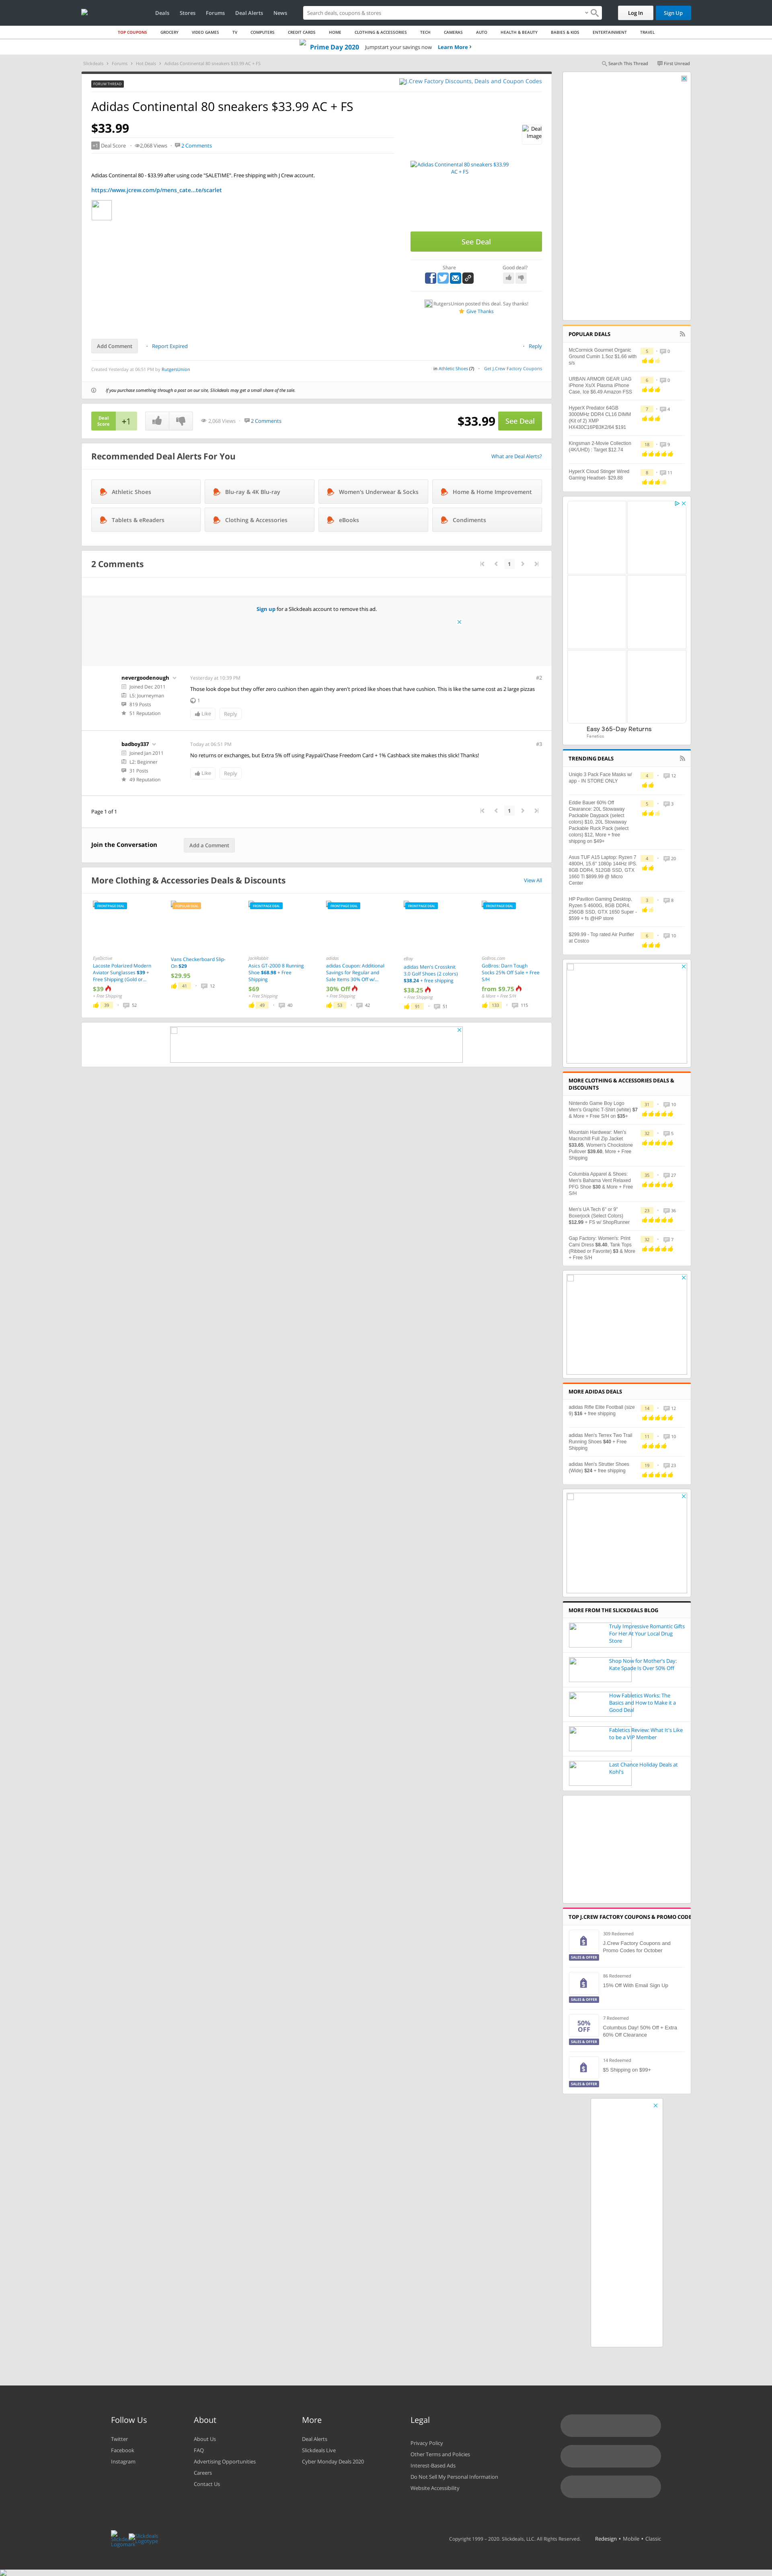 Deals Stores Forums Deal Alerts News Search deals, coupons & stores Log In Sign Up
TOP COUPONS GROCERY VIDEO GAMES TV COMPUTERS CREDIT CARDS HOME CLOTHING & ACCESSORIES TECH CAMERAS AUTO HEALTH & BEAUTY BABIES & KIDS ENTERTAINMENT TRAVEL
Prime Day 2020 Jumpstart your savings now Learn More ›
Slickdeals > Forums > Hot Deals > Adidas Continental 80 sneakers $33.99 AC + FS
Search This Thread First Unread
FORUM THREAD
J.Crew Factory Discounts, Deals and Coupon Codes
Adidas Continental 80 sneakers $33.99 AC + FS
$33.99
+1 Deal Score 2,068 Views 2 Comments
Deal Image
Adidas Continental 80 - $33.99 after using code "SALETIME". Free shipping with J Crew account.
https://www.jcrew.com/p/mens_cate...te/scarlet
Adidas Continental 80 sneakers $33.99 AC + FS
See Deal
Share
Good deal?
RutgersUnion posted this deal. Say thanks!
Give Thanks
Add Comment Report Expired Reply
Created Yesterday at 06:51 PM by RutgersUnion
Athletic Shoes (?) Get J.Crew Factory Coupons
If you purchase something through a post on our site, Slickdeals may get a small share of the sale.
Deal Score +1 2,068 Views 2 Comments $33.99 See Deal
Recommended Deal Alerts For You
What are Deal Alerts?
Athletic Shoes
Blu-ray & 4K Blu-ray
Women's Underwear & Socks
Home & Home Improvement
Tablets & eReaders
Clothing & Accessories
eBooks
Condiments
2 Comments
1
Sign up for a Slickdeals account to remove this ad.
nevergoodenough
Joined Dec 2011
L5: Journeyman
819 Posts
51 Reputation
Yesterday at 10:39 PM
#2
Those look dope but they offer zero cushion then again they aren't priced like shoes that have cushion. This is like the same cost as 2 large pizzas
Like Reply
badboy337
Joined Jan 2011
L2: Beginner
31 Posts
49 Reputation
Today at 06:51 PM
#3
No returns or exchanges, but Extra 5% off using Paypal/Chase Freedom Card + 1% Cashback site makes this slick! Thanks!
Like Reply
Page 1 of 1
1
Join the Conversation
Add a Comment
More Clothing & Accessories Deals & Discounts
View All
FRONTPAGE DEAL
EyeDictive
Lacoste Polarized Modern Aviator Sunglasses $39 + Free Shipping (Gold or...
$39
+ Free Shipping
39 52
POPULAR DEAL
Vans Checkerboard Slip-On $29
$29.95
45 12
FRONTPAGE DEAL
JackRabbit
Asics GT-2000 8 Running Shoe $68.98 + Free Shipping
$69
+ Free Shipping
48 40
FRONTPAGE DEAL
adidas
adidas Coupon: Additional Savings for Regular and Sale Items 30% Off w/...
30% Off
+ Free Shipping
53 62
FRONTPAGE DEAL
eBay
adidas Men's Crossknit 3.0 Golf Shoes (2 colors) $38.24 + free shipping
$38.25
+ Free Shipping
91 51
FRONTPAGE DEAL
GoBros.com
GoBros: Darn Tough Socks 25% Off Sale + Free S/H
from $9.75
& More + Free S/H
133 115
POPULAR DEALS
McCormick Gourmet Organic Ground Cumin 1.5oz $1.88 with s/s
5 0
URBAN ARMOR GEAR UAG iPhone Xs/X Plasma iPhone Case, Ice $6.49 Amazon FSS
6 0
HyperX Predator 64GB 3000MHz DDR4 CL16 DIMM (Kit of 2) XMP HX430C16PB3K2/64 $191
7 4
Kingsman 2-Movie Collection (4K/UHD) : Target $12.74
18 9
HyperX Cloud Stinger Wired Gaming Headset- $29.88
8 11
Easy 365-Day Returns
Fanatics
TRENDING DEALS
Uniqlo 3 Pack Face Masks w/ app - IN STORE ONLY
4 12
Eddie Bauer 60% Off Clearance: 20L Stowaway Packable Daypack (select colors) $10, 20L Stowaway Packable Ruck Pack (select colors) $12, More + free shipping on $49+
5 3
Asus TUF A15 Laptop: Ryzen 7 4800H, 15.6" 1080p 144Hz IPS, 8GB DDR4, 512GB SSD, GTX 1660 Ti $899.99 @ Micro Center
4 20
HP Pavilion Gaming Desktop, Ryzen 5 4600G, 8GB DDR4, 256GB SSD, GTX 1650 Super - $599 + fs @HP store
3 8
$299.99 - Top rated Air Purifier at Costco
6 10
MORE CLOTHING & ACCESSORIES DEALS & DISCOUNTS
Nintendo Game Boy Logo Men's Graphic T-Shirt (white) $7 & More + Free S/H on $35+
31 10
Mountain Hardwear: Men's Macrochill Full Zip Jacket $33.65, Women's Chockstone Pullover $39.60, More + Free Shipping
32 5
Columbia Apparel & Shoes: Men's Bahama Vent Relaxed PFG Shoe $30 & More + Free S/H
35 27
Men's UA Tech 6" or 9" Boxerjock (Select Colors) $12.99 + FS w/ ShopRunner
23 36
Gap Factory: Women's: Print Cami Dress $8.40, Tank Tops (Ribbed or Favorite) $3 & More + Free S/H
32 7
MORE ADIDAS DEALS
adidas Rifle Elite Football (size 9) $16 + free shipping
14 12
adidas Men's Terrex Two Trail Running Shoes $40 + Free Shipping
11 10
adidas Men's Strutter Shoes (Wide) $24 + free shipping
19 23
MORE FROM THE SLICKDEALS BLOG
Truly Impressive Romantic Gifts For Her At Your Local Drug Store
Shop Now for Mother's Day: Kate Spade Is Over 50% Off
How Fabletics Works: The Basics and How to Make it a Good Deal
Fabletics Review: What It's Like to be a VIP Member
Last Chance Holiday Deals at Kohl's
TOP J.CREW FACTORY COUPONS & PROMO CODE
309 Redeemed
J.Crew Factory Coupons and Promo Codes for October
SALES & OFFER
86 Redeemed
15% Off With Email Sign Up
SALES & OFFER
50% OFF
7 Redeemed
Columbus Day! 50% Off + Extra 60% Off Clearance
SALES & OFFER
14 Redeemed
$5 Shipping on $99+
SALES & OFFER
Follow Us
Twitter
Facebook
Instagram
About
About Us
FAQ
Advertising Opportunities
Careers
Contact Us
More
Deal Alerts
Slickdeals Live
Cyber Monday Deals 2020
Legal
Privacy Policy
Other Terms and Policies
Interest-Based Ads
Do Not Sell My Personal Information
Website Accessibility
Slickdeals Logomark Slickdeals Logotype
Copyright 1999 - 2020. Slickdeals, LLC. All Rights Reserved. Redesign • Mobile • Classic